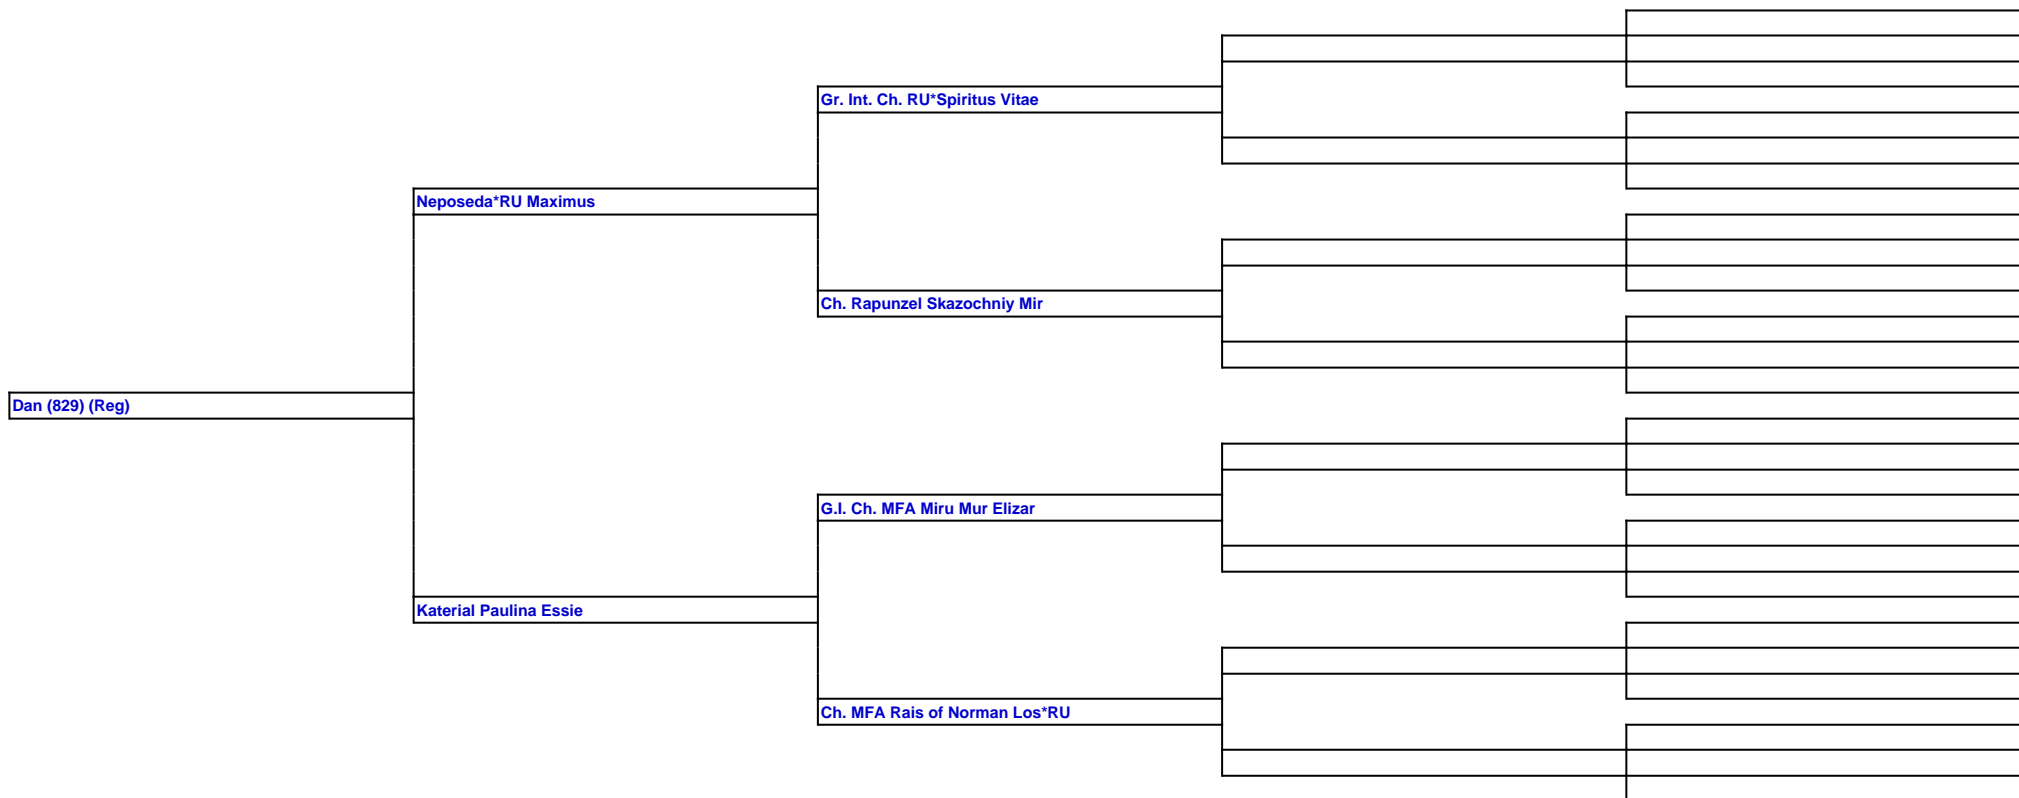 Gr. Int. Ch. RU*Spiritus Vitae
Neposeda*RU Maximus
Ch. Rapunzel Skazochniy Mir
Dan (829) (Reg)
G.I. Ch. MFA Miru Mur Elizar
Katerial Paulina Essie
Ch. MFA Rais of Norman Los*RU